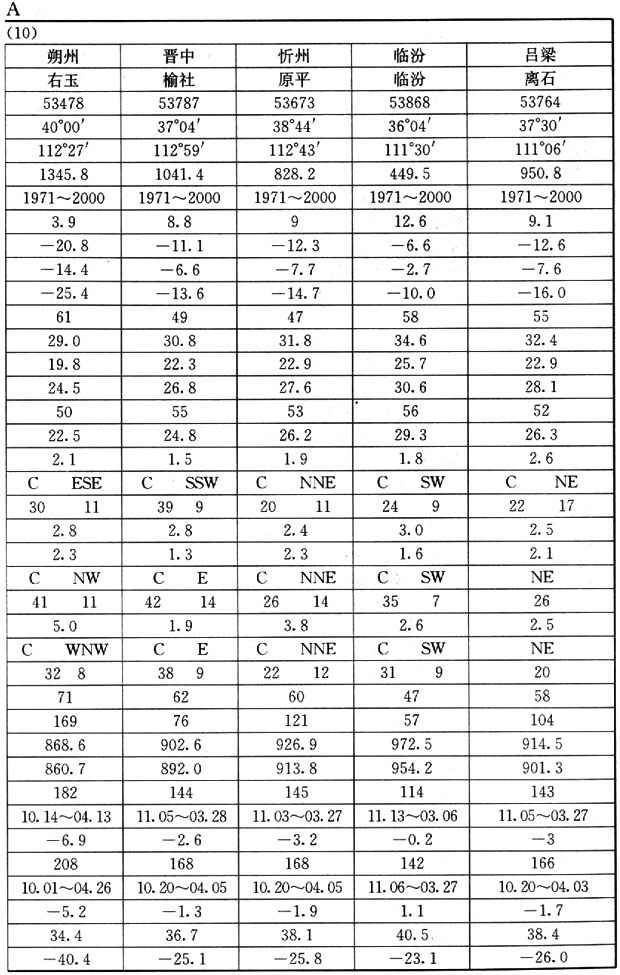 A
(10)
朔州 晋中 忻州 临汾 吕梁
右玉 榆社 原平 临汾 离石
53478 53787 53673 53868 53764
40°00′ 37°04′ 38°44′ 36°04′ 37°30′
112°27′ 112°59′ 112°43′ 111°30′ 111°06′
1345.8 1041.4 828.2 449.5 950.8
1971～2000 1971～2000 1971～2000 1971～2000 1971～2000
3.9 8.8 9 12.6 9.1
－20.8 －11.1 －12.3 －6.6 －12.6
－14.4 －6.6 －7.7 －2.7 －7.6
－25.4 －13.6 －14.7 －10.0 －16.0
61 49 47 58 55
29.0 30.8 31.8 34.6 32.4
19.8 22.3 22.9 25.7 22.9
24.5 26.8 27.6 30.6 28.1
50 55 53 56 52
22.5 24.8 26.2 29.3 26.3
2.1 1.5 1.9 1.8 2.6
C ESE C SSW C NNE C SW C NE
30 11 39 9 20 11 24 9 22 17
2.8 2.8 2.4 3.0 2.5
2.3 1.3 2.3 1.6 2.1
C NW C E C NNE C SW NE
41 11 42 14 26 14 35 7 26
5.0 1.9 3.8 2.6 2.5
C WNW C E C NNE C SW NE
32 8 38 9 22 12 31 9 20
71 62 60 47 58
169 76 121 57 104
868.6 902.6 926.9 972.5 914.5
860.7 892.0 913.8 954.2 901.3
182 144 145 114 143
10.14～04.13 11.05～03.28 11.03～03.27 11.13～03.06 11.05～03.27
－6.9 －2.6 －3.2 －0.2 －3
208 168 168 142 166
10.01～04.26 10.20～04.05 10.20～04.05 11.06～03.27 10.20～04.03
－5.2 －1.3 －1.9 1.1 －1.7
34.4 36.7 38.1 40.5 38.4
－40.4 －25.1 －25.8 －23.1 －26.0